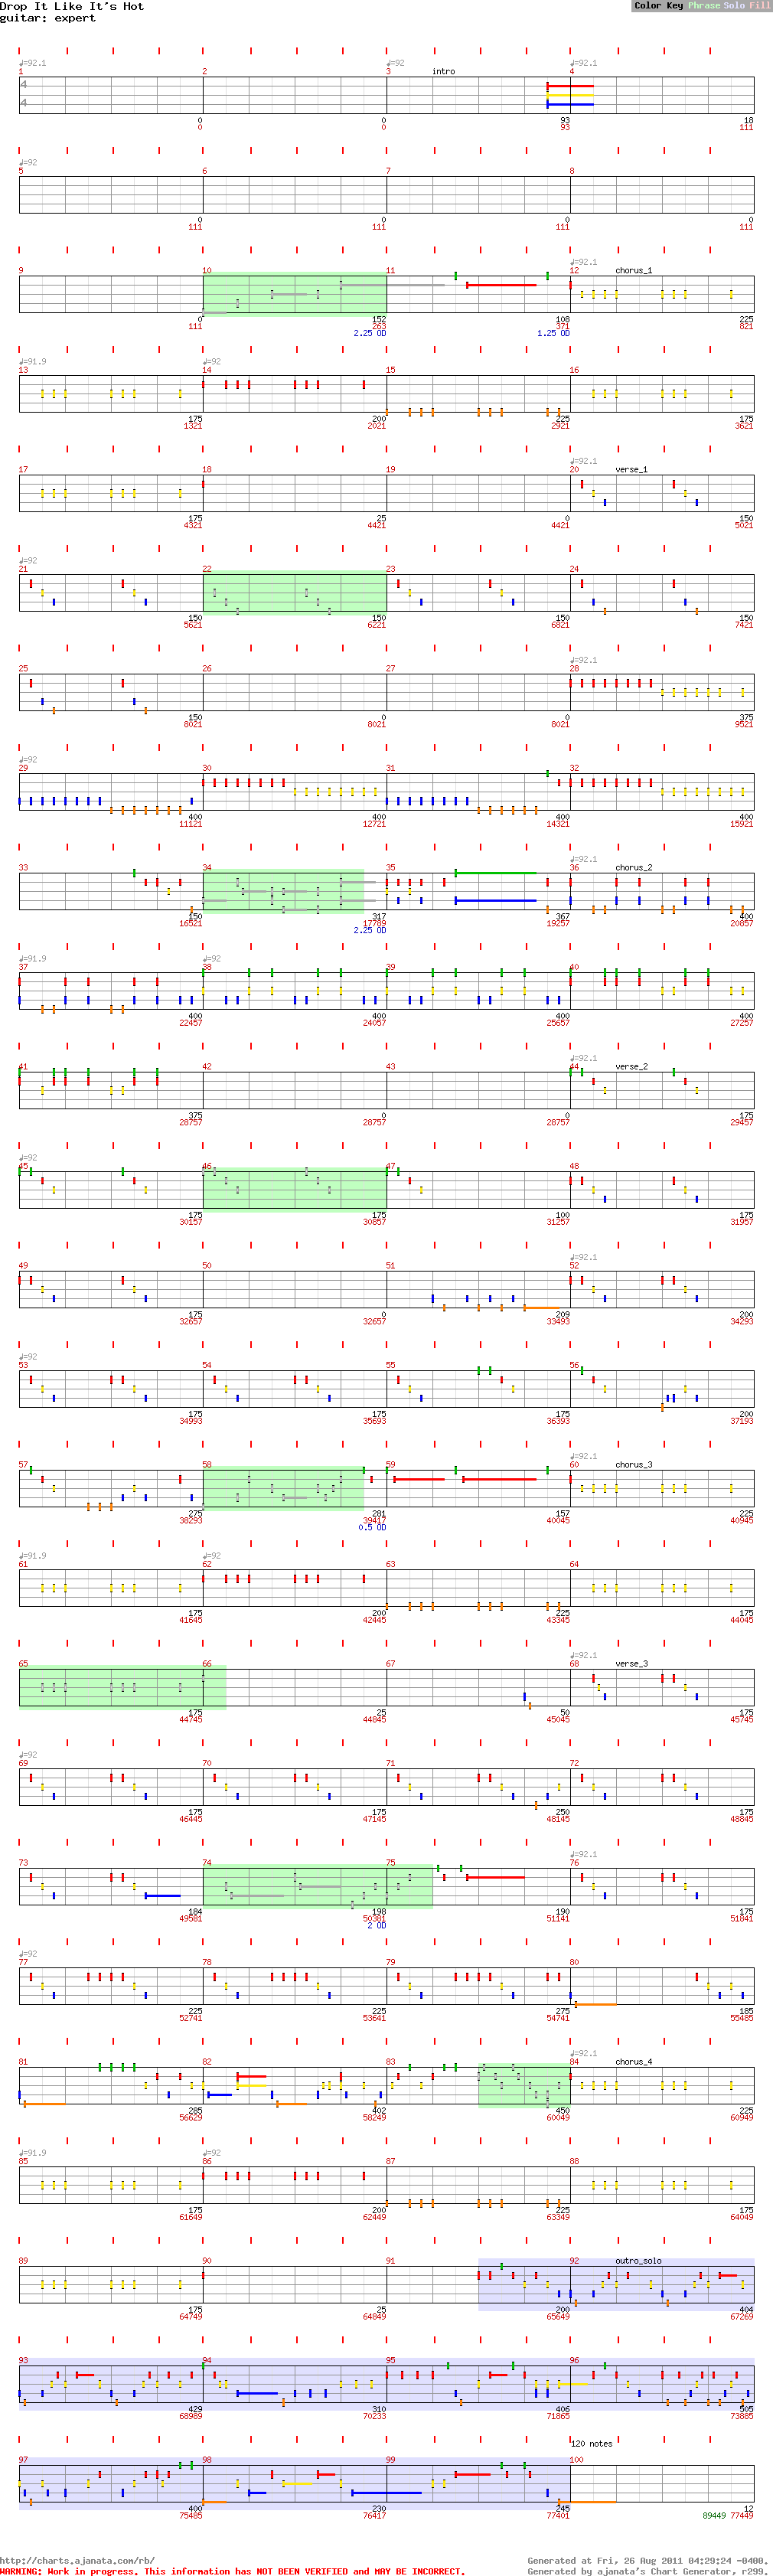 Drop It Like It's Hot
guitar: expert
Color Key Phrase Solo Fill
♩=92.1 ♩=92 ♩=92.1
1 2 3 intro 4
4
4
0 0 93 18
0 0 93 111
♩=92
5 6 7 8
0 0 0 0
111 111 111 111
♩=92.1
9 10 11 12 chorus_1
0 152 108 225
111 263 371 821
2.25 OD 1.25 OD
♩=91.9 ♩=92
13 14 15 16
175 200 225 175
1321 2021 2921 3621
♩=92.1
17 18 19 20 verse_1
175 25 0 150
4321 4421 4421 5021
♩=92
21 22 23 24
150 150 150 150
5621 6221 6821 7421
♩=92.1
25 26 27 28
150 0 0 375
8021 8021 8021 9521
♩=92
29 30 31 32
400 400 400 400
11121 12721 14321 15921
♩=92.1
33 34 35 36 chorus_2
150 317 367 400
16521 17789 19257 20857
2.25 OD
♩=91.9 ♩=92
37 38 39 40
400 400 400 400
22457 24057 25657 27257
♩=92.1
41 42 43 44 verse_2
375 0 0 175
28757 28757 28757 29457
♩=92
45 46 47 48
175 175 100 175
30157 30857 31257 31957
♩=92.1
49 50 51 52
175 0 209 200
32657 32657 33493 34293
♩=92
53 54 55 56
175 175 175 200
34993 35693 36393 37193
♩=92.1
57 58 59 60 chorus_3
275 281 157 225
38293 39417 40045 40945
0.5 OD
♩=91.9 ♩=92
61 62 63 64
175 200 225 175
41645 42445 43345 44045
♩=92.1
65 66 67 68 verse_3
175 25 50 175
44745 44845 45045 45745
♩=92
69 70 71 72
175 175 250 175
46445 47145 48145 48845
♩=92.1
73 74 75 76
184 198 190 175
49581 50381 51141 51841
2 OD
♩=92
77 78 79 80
225 225 275 185
52741 53641 54741 55485
♩=92.1
81 82 83 84 chorus_4
285 402 450 225
56629 58249 60049 60949
♩=91.9 ♩=92
85 86 87 88
175 200 225 175
61649 62449 63349 64049
89 90 91 92 outro_solo
175 25 200 404
64749 64849 65649 67269
93 94 95 96
429 310 406 505
68989 70233 71865 73885
120 notes
97 98 99 100
400 230 245 12
75485 76417 77401 89449 77449
http://charts.ajanata.com/rb/
Generated at Fri, 26 Aug 2011 04:29:24 -0400.
WARNING: Work in progress. This information has NOT BEEN VERIFIED and MAY BE INCORRECT.
Generated by ajanata's Chart Generator, r299.